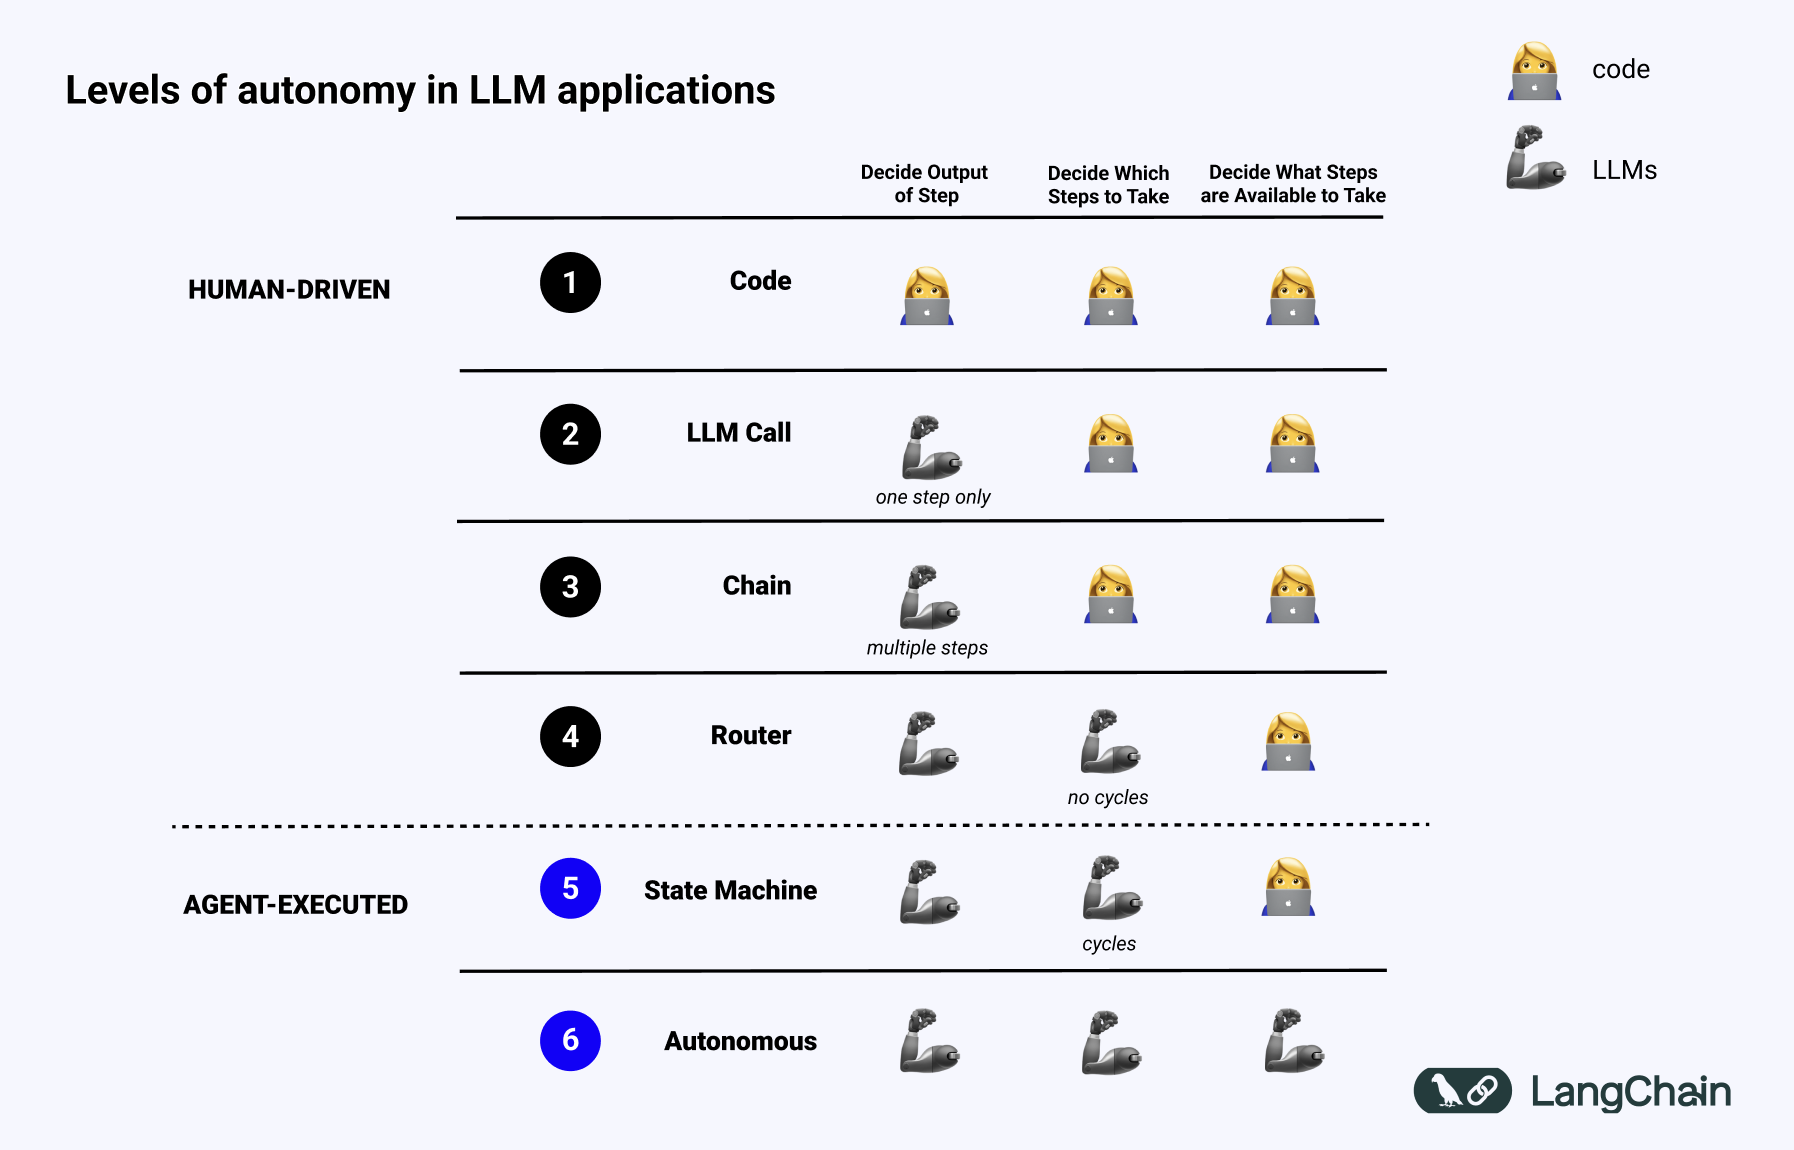 Levels of autonomy in LLM applications
code
LLMs
Decide Output
of Step
Decide Which
Steps to Take
Decide What Steps
are Available to Take
HUMAN-DRIVEN
1
Code
2
LLM Call
one step only
3
Chain
multiple steps
4
Router
no cycles
AGENT-EXECUTED
5
State Machine
cycles
6
Autonomous
LangChain